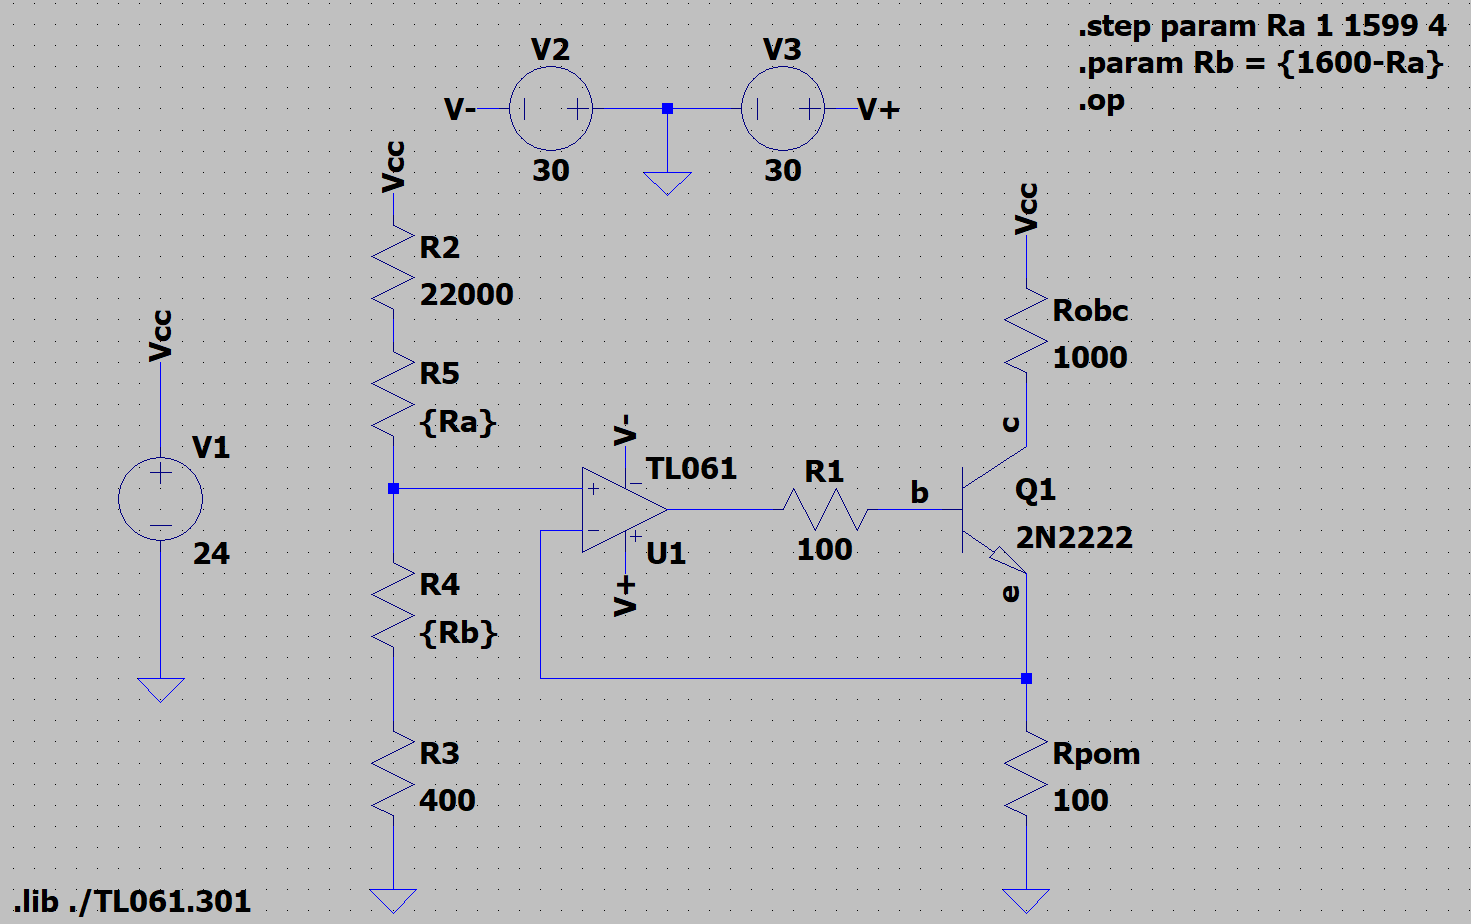 .step param Ra 1 1599 4
.param Rb = {1600-Ra}
.op
V2
V-
30
V3
V+
30
Vcc
R2
22000
R5
{Ra}
R4
{Rb}
R3
400
Vcc
V1
24
V-
TL061
U1
V+
R1
100
b
Vcc
Robc
1000
c
Q1
2N2222
e
Rpom
100
.lib ./TL061.301